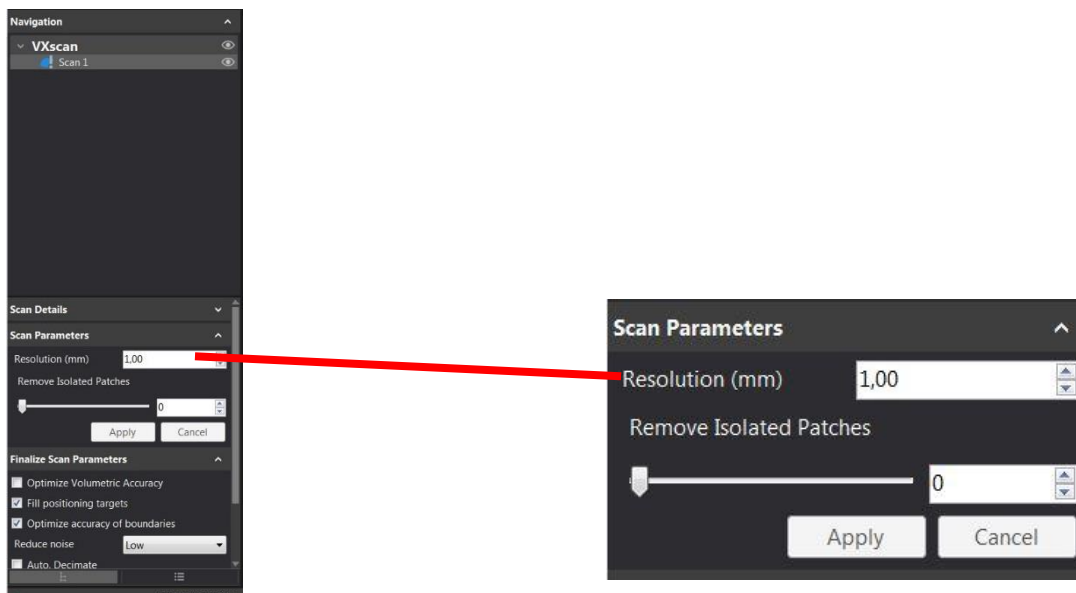 Navigation
VXscan
Scan 1
Scan Details
Scan Parameters
Resolution (mm) 1,00
Remove Isolated Patches
0
Apply Cancel
Finalize Scan Parameters
Optimize Volumetric Accuracy
Fill positioning targets
Optimize accuracy of boundaries
Reduce noise Low
Auto. Decimate
Scan Parameters
Resolution (mm) 1,00
Remove Isolated Patches
0
Apply Cancel